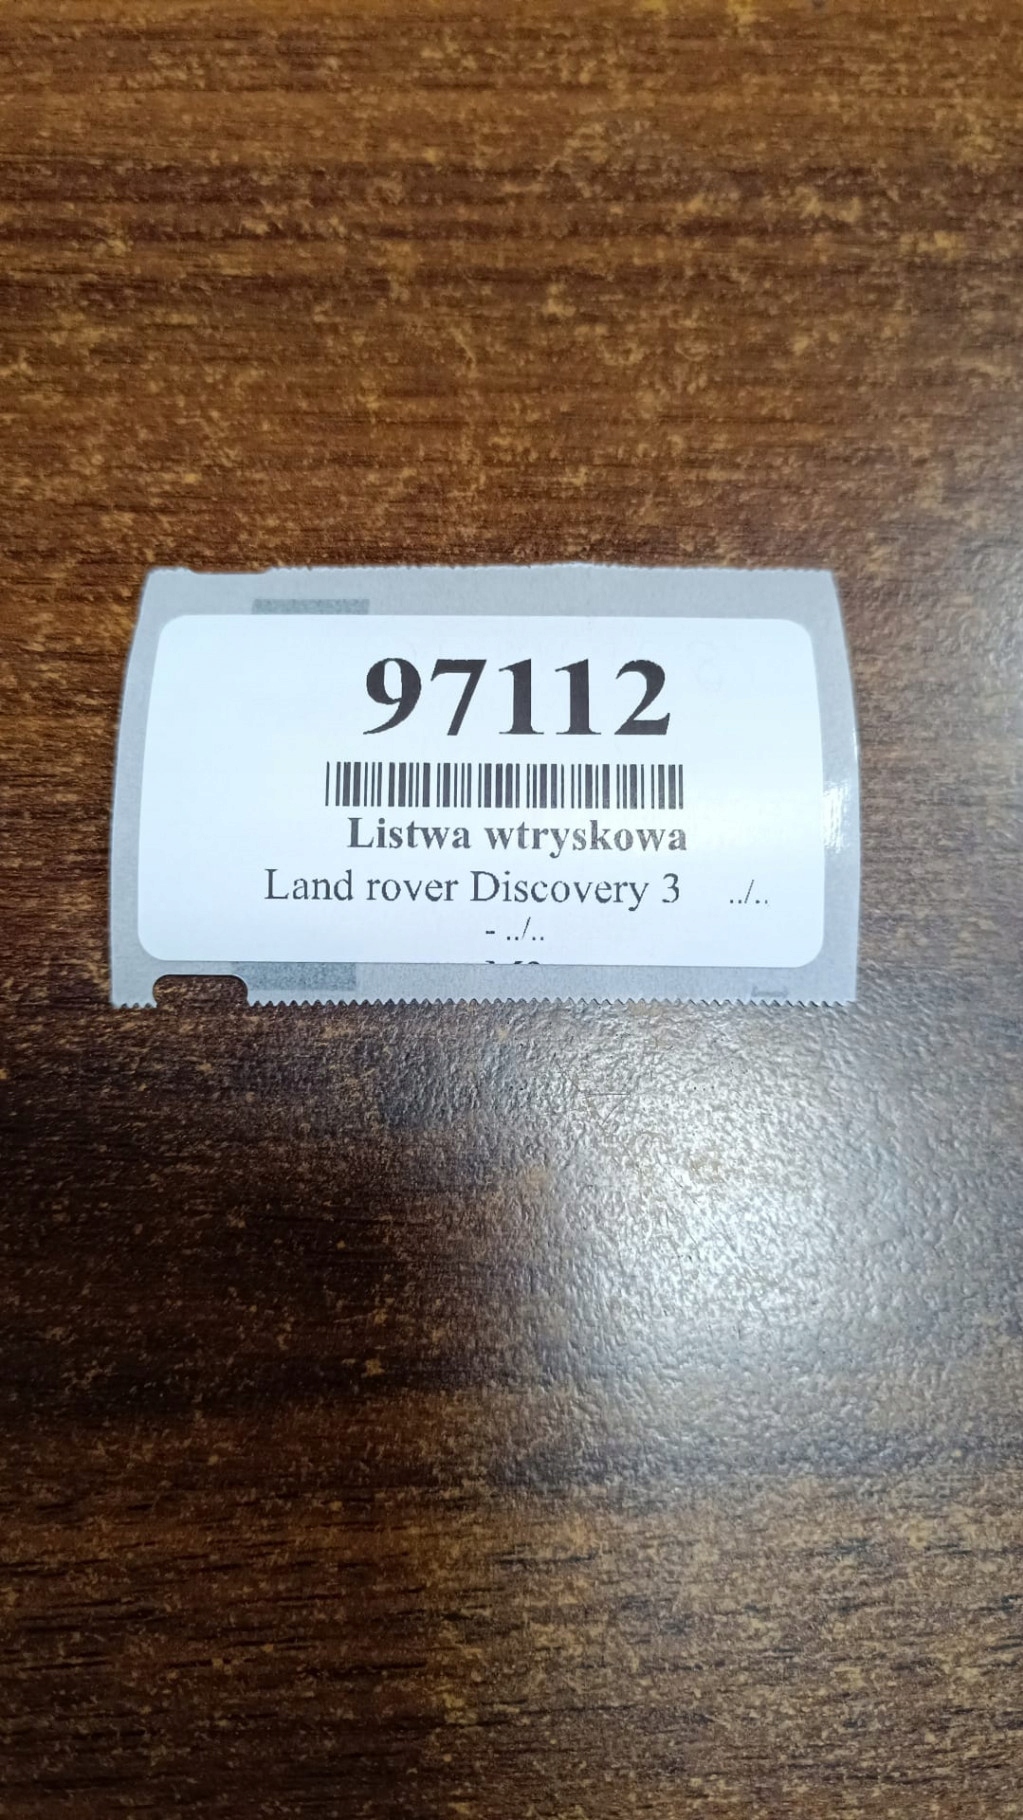 97112
Listwa wtryskowa
Land rover Discovery 3 ../..
- ../..